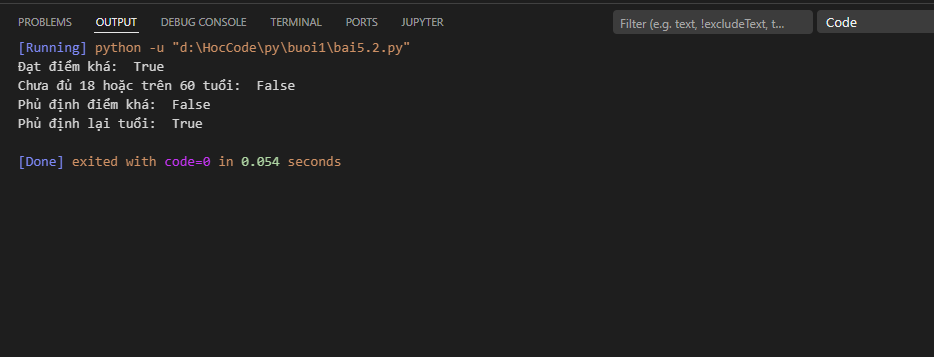 PROBLEMS OUTPUT DEBUG CONSOLE TERMINAL PORTS JUPYTER Filter (e.g. text, !excludeText, t... Code
[Running] python -u "d:\HocCode\py\buoi1\bai5.2.py"
Đạt điểm khá:  True
Chưa đủ 18 hoặc trên 60 tuổi:  False
Phủ định điểm khá:  False
Phủ định lại tuổi:  True
[Done] exited with code=0 in 0.054 seconds